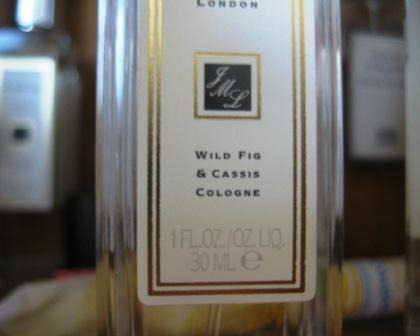 LONDON
JML
WILD FIG
& CASSIS
COLOGNE
1 FL.OZ./OZ.LIQ.
30 ML e